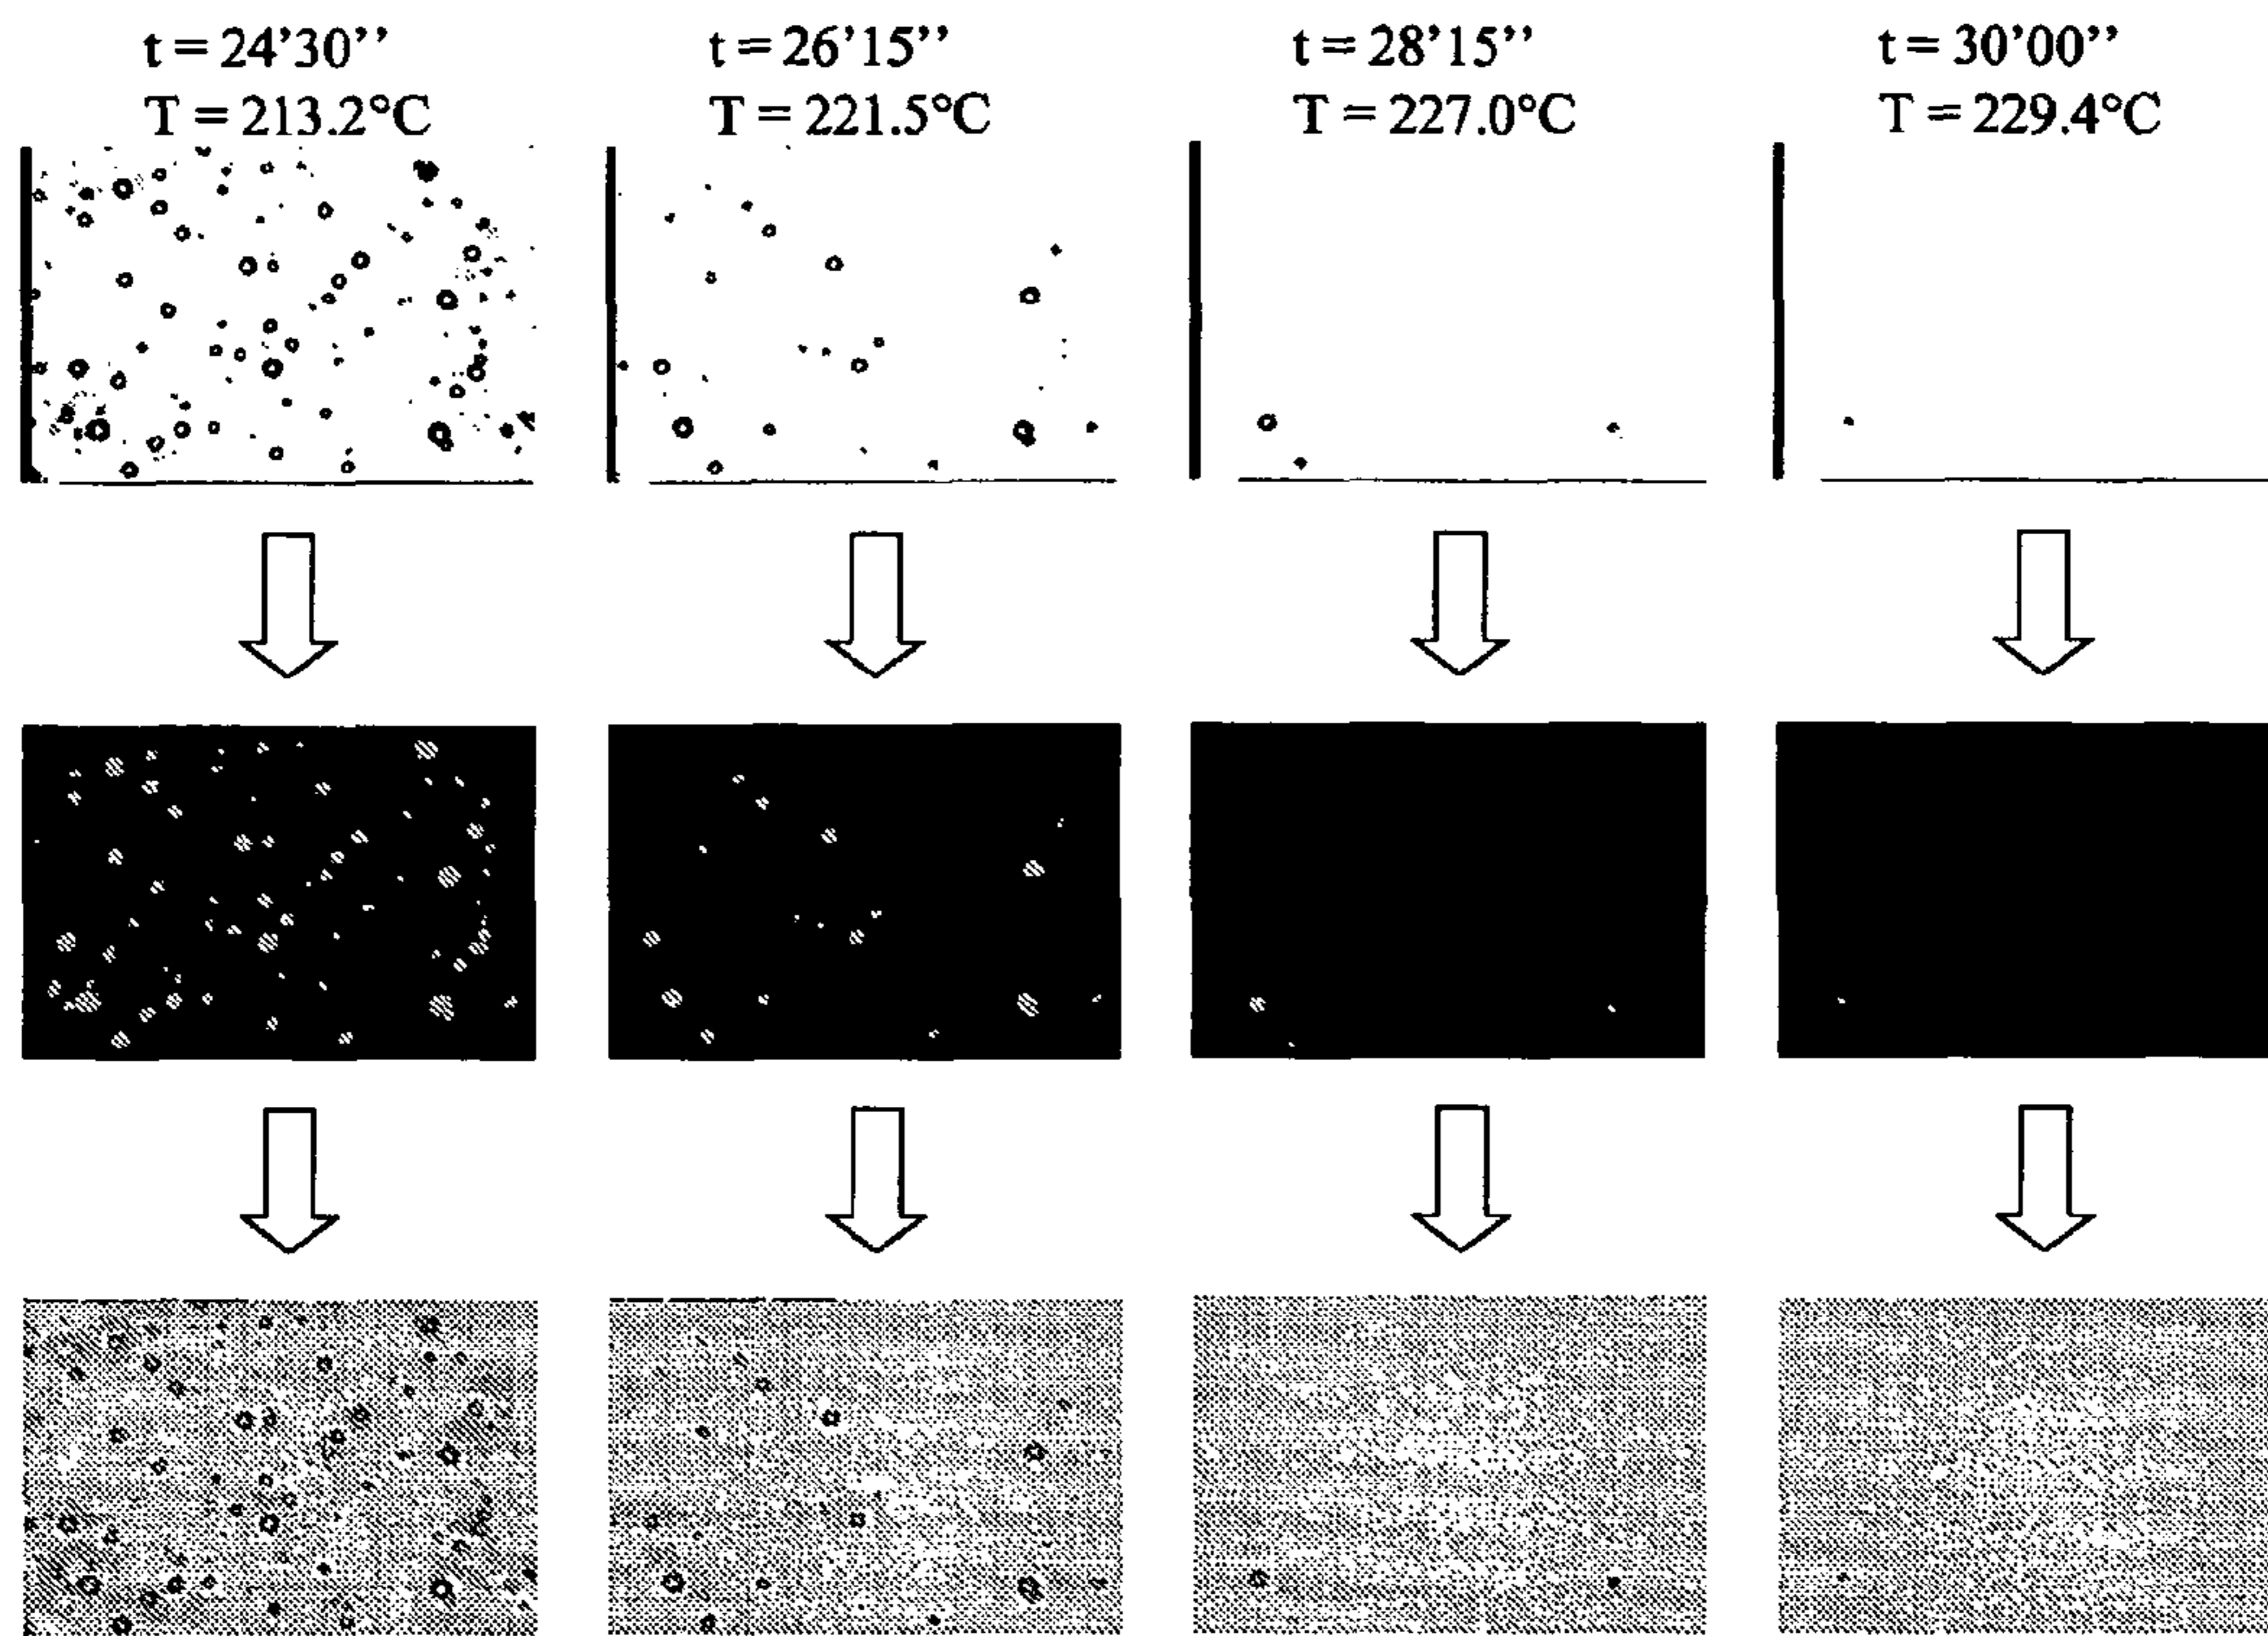 t = 24’30’’
T = 213.2°C
t = 26’15’’
T = 221.5°C
t = 28’15’’
T = 227.0°C
t = 30’00’’
T = 229.4°C